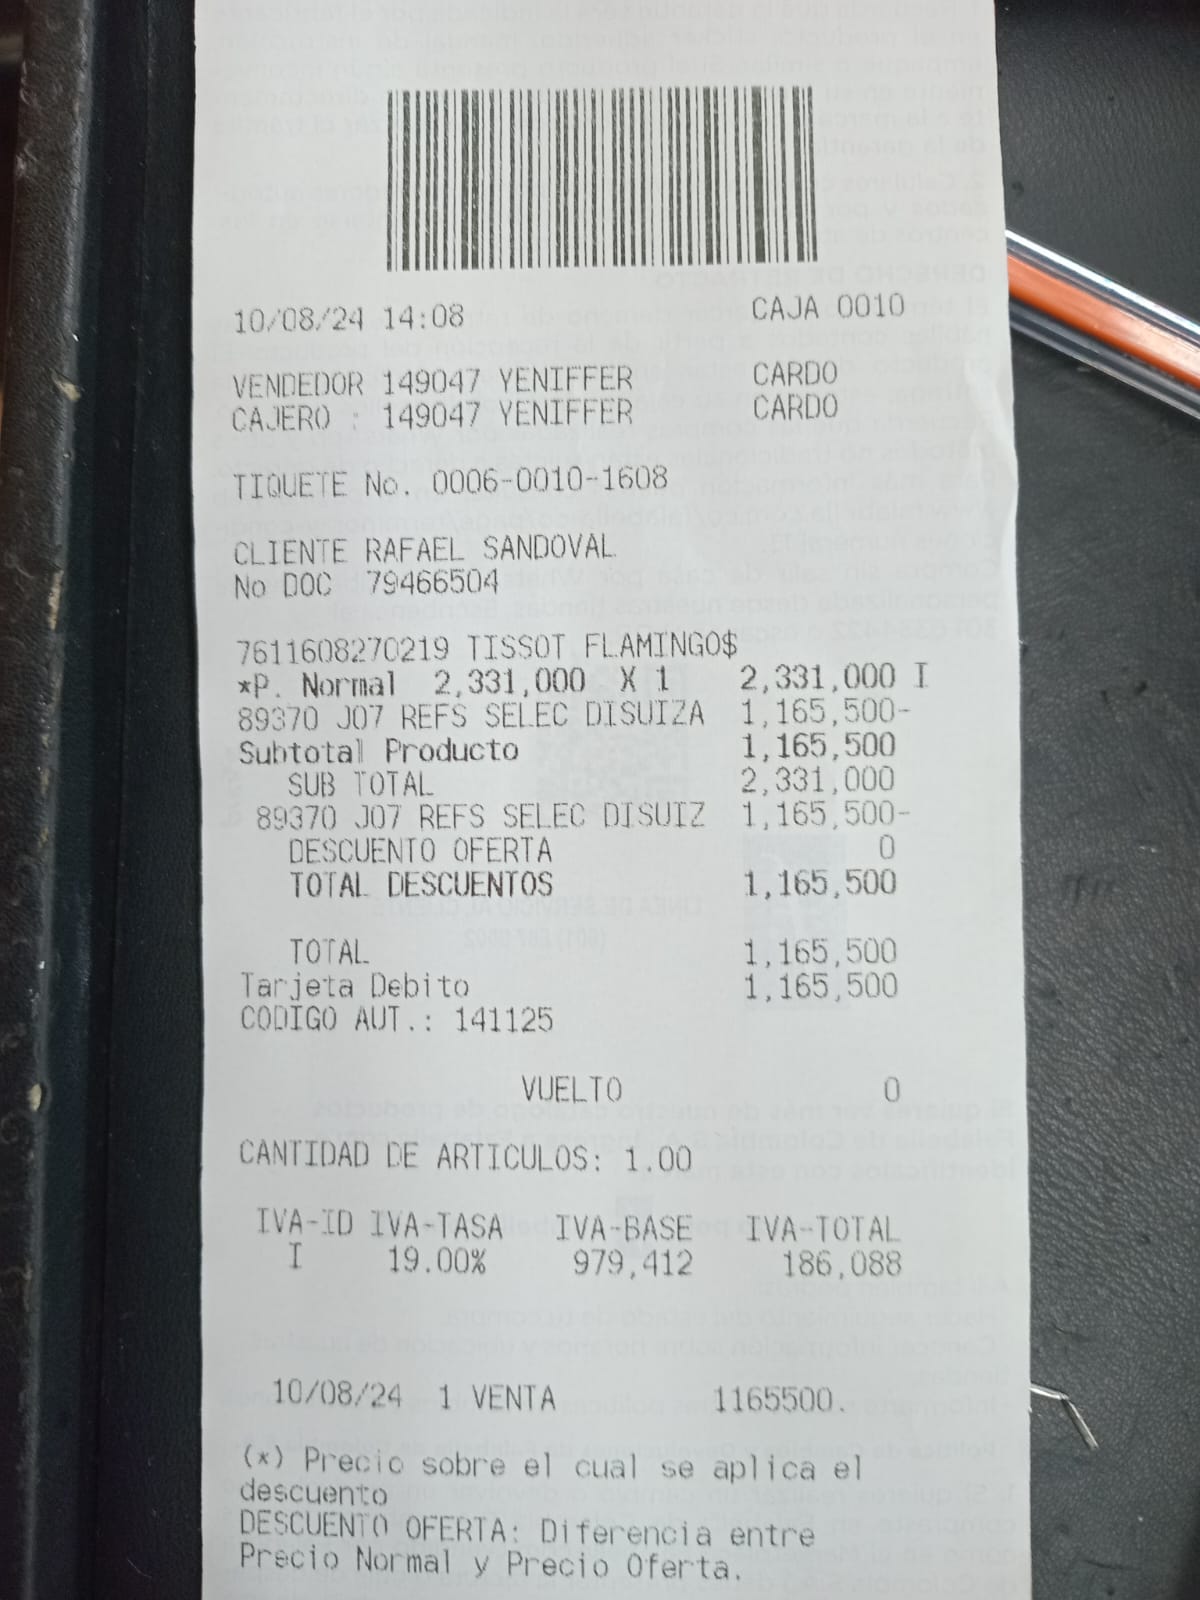 10/08/24 14:08 CAJA 0010
VENDEDOR 149047 YENIFFER CARDO
CAJERO : 149047 YENIFFER CARDO
TIQUETE No. 0006-0010-1608
CLIENTE RAFAEL SANDOVAL
No DOC 79466504
7611608270219 TISSOT FLAMINGO$
*P. Normal 2,331,000 X 1 2,331,000 I
89370 J07 REFS SELEC DISUIZA 1,165,500-
Subtotal Producto 1,165,500
SUB TOTAL 2,331,000
89370 J07 REFS SELEC DISUIZ 1,165,500-
DESCUENTO OFERTA 0
TOTAL DESCUENTOS 1,165,500
TOTAL 1,165,500
Tarjeta Debito 1,165,500
CODIGO AUT.: 141125
VUELTO 0
CANTIDAD DE ARTICULOS: 1.00
IVA-ID IVA-TASA IVA-BASE IVA-TOTAL
I 19.00% 979,412 186,088
10/08/24 1 VENTA 1165500.
(*) Precio sobre el cual se aplica el
descuento
DESCUENTO OFERTA: Diferencia entre
Precio Normal y Precio Oferta.